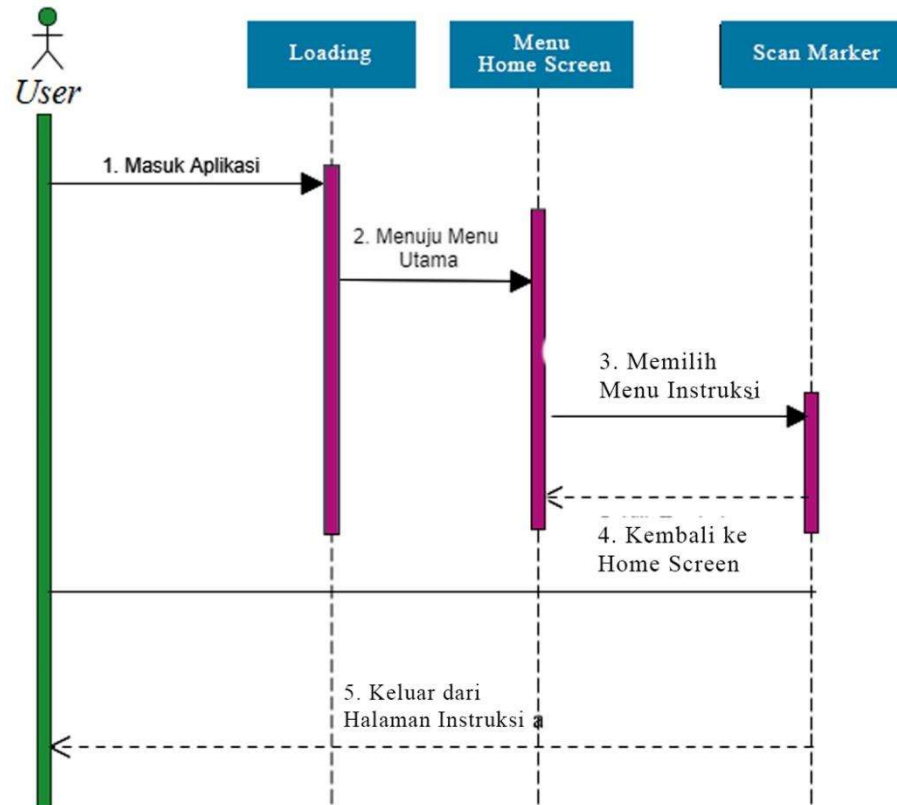 User
Loading
Menu
Home Screen
Scan Marker
1. Masuk Aplikasi
2. Menuju Menu
Utama
3. Memilih
Menu Instruksi
4. Kembali ke
Home Screen
5. Keluar dari
Halaman Instruksi a